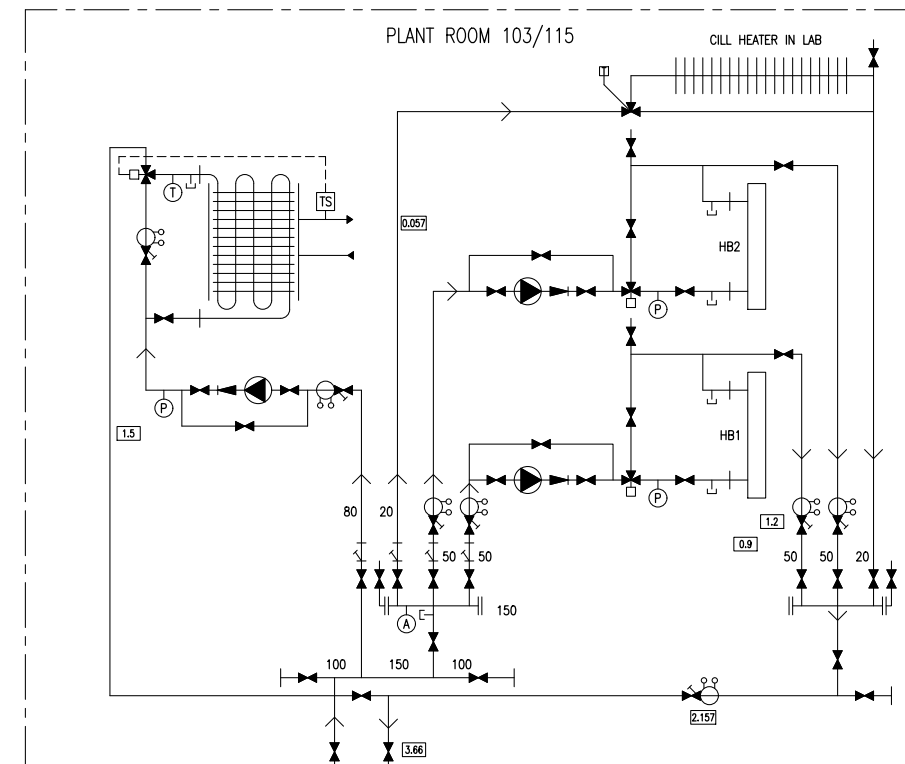 PLANT ROOM 103/115
CILL HEATER IN LAB
T
T
TS
0.057
HB2
P
P
1.5
HB1
P
80
20
50
50
1.2
0.9
50
50
20
A
150
100
150
100
2.157
3.66